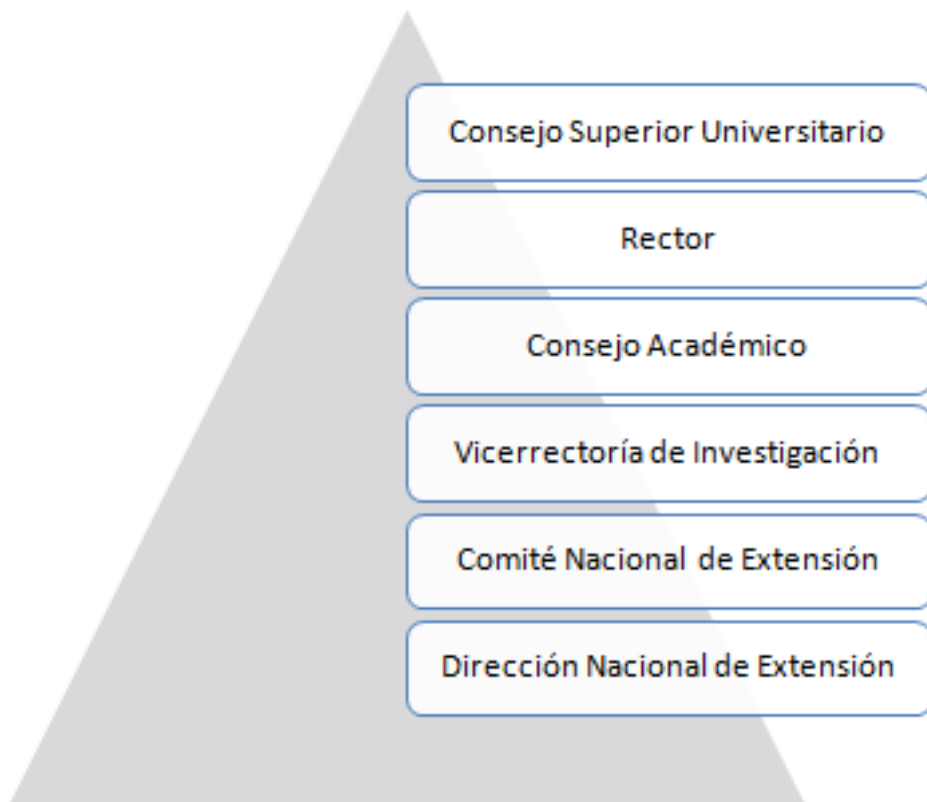 Consejo Superior Universitario
Rector
Consejo Académico
Vicerrectoría de Investigación
Comité Nacional de Extensión
Dirección Nacional de Extensión